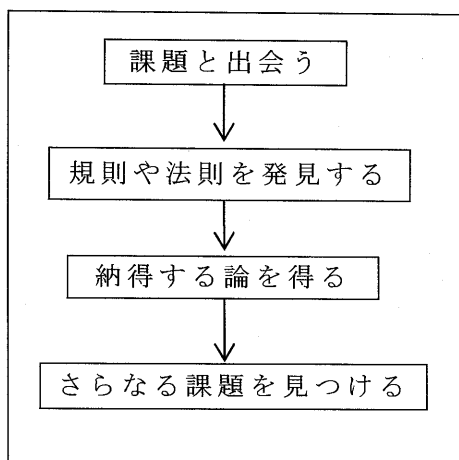 課題と出会う
規則や法則を発見する
納得する論を得る
さらなる課題を見つける